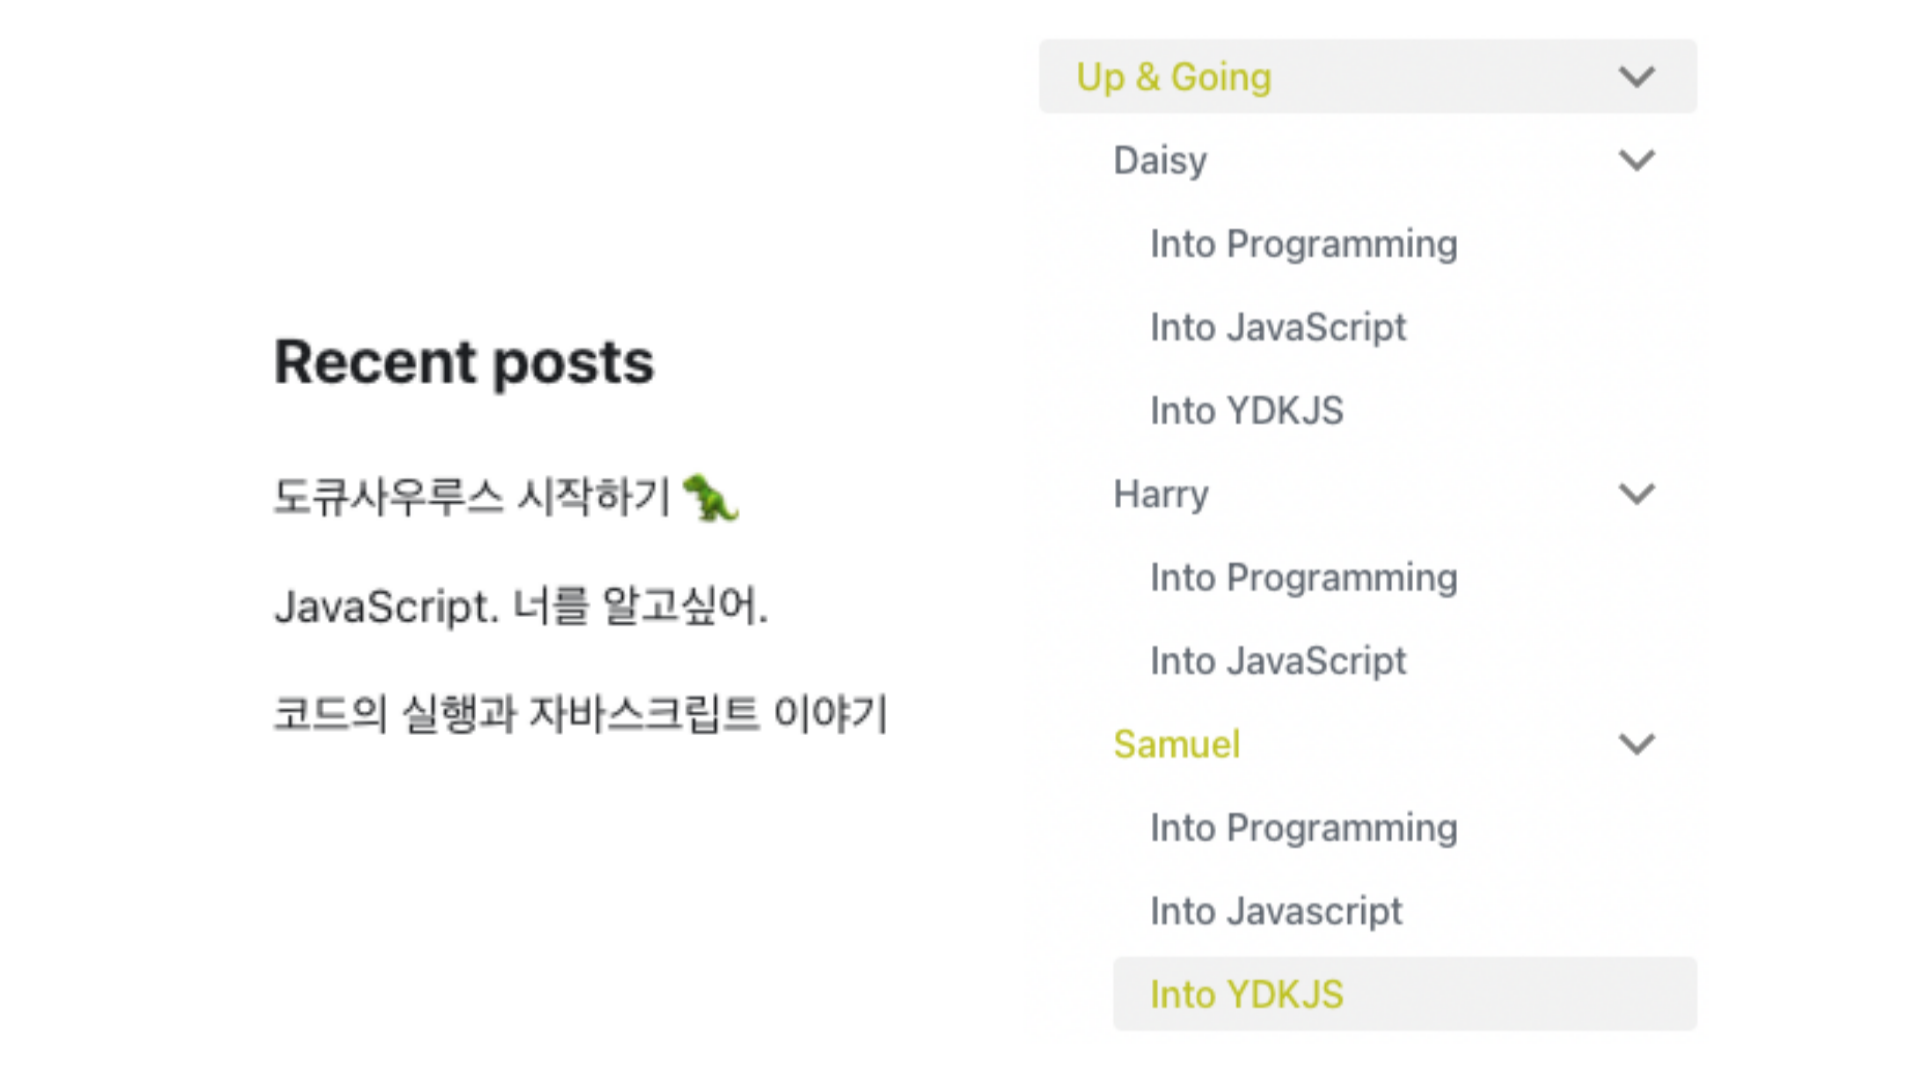 Recent posts
도큐사우루스 시작하기 🦖
JavaScript. 너를 알고싶어.
코드의 실행과 자바스크립트 이야기
Up & Going
Daisy
Into Programming
Into JavaScript
Into YDKJS
Harry
Into Programming
Into JavaScript
Samuel
Into Programming
Into Javascript
Into YDKJS